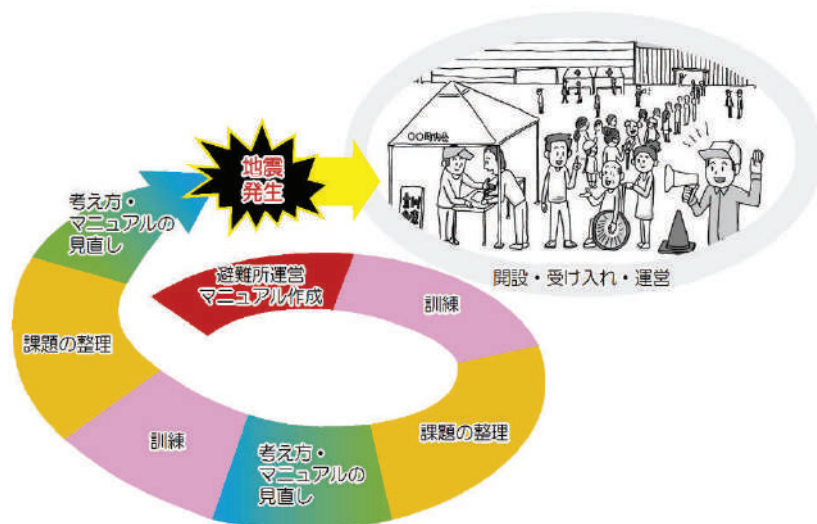 地震
発生
開設・受け入れ・運営
避難所運営
マニュアル作成
訓練
課題の整理
考え方・
マニュアルの
見直し
訓練
課題の整理
考え方・
マニュアルの
見直し